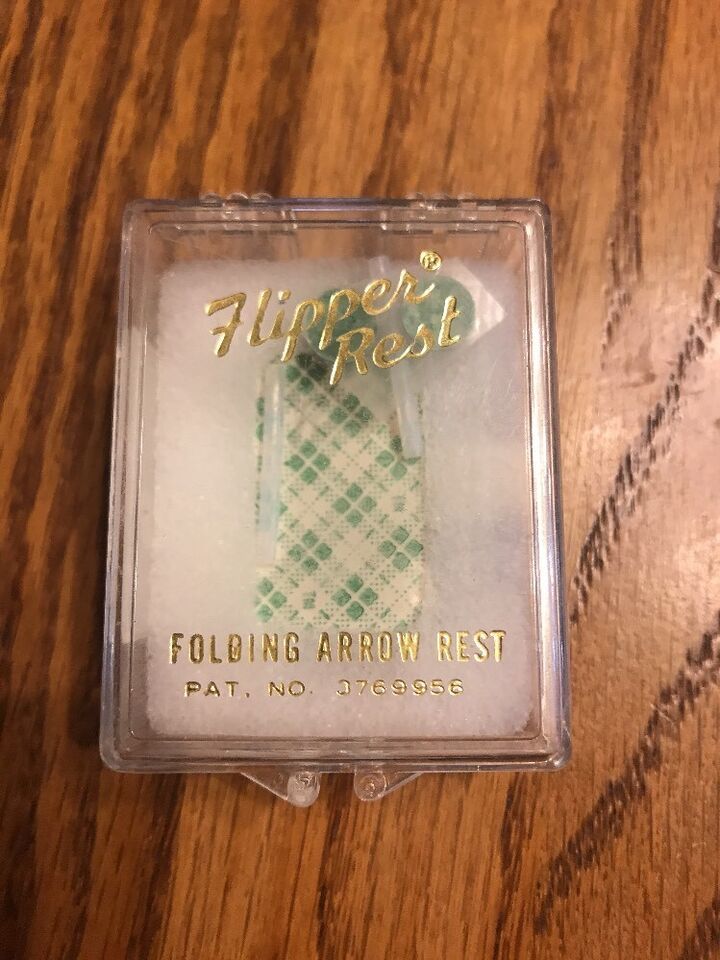 Flipper®
Rest
FOLDING ARROW REST
PAT. NO. 3769956